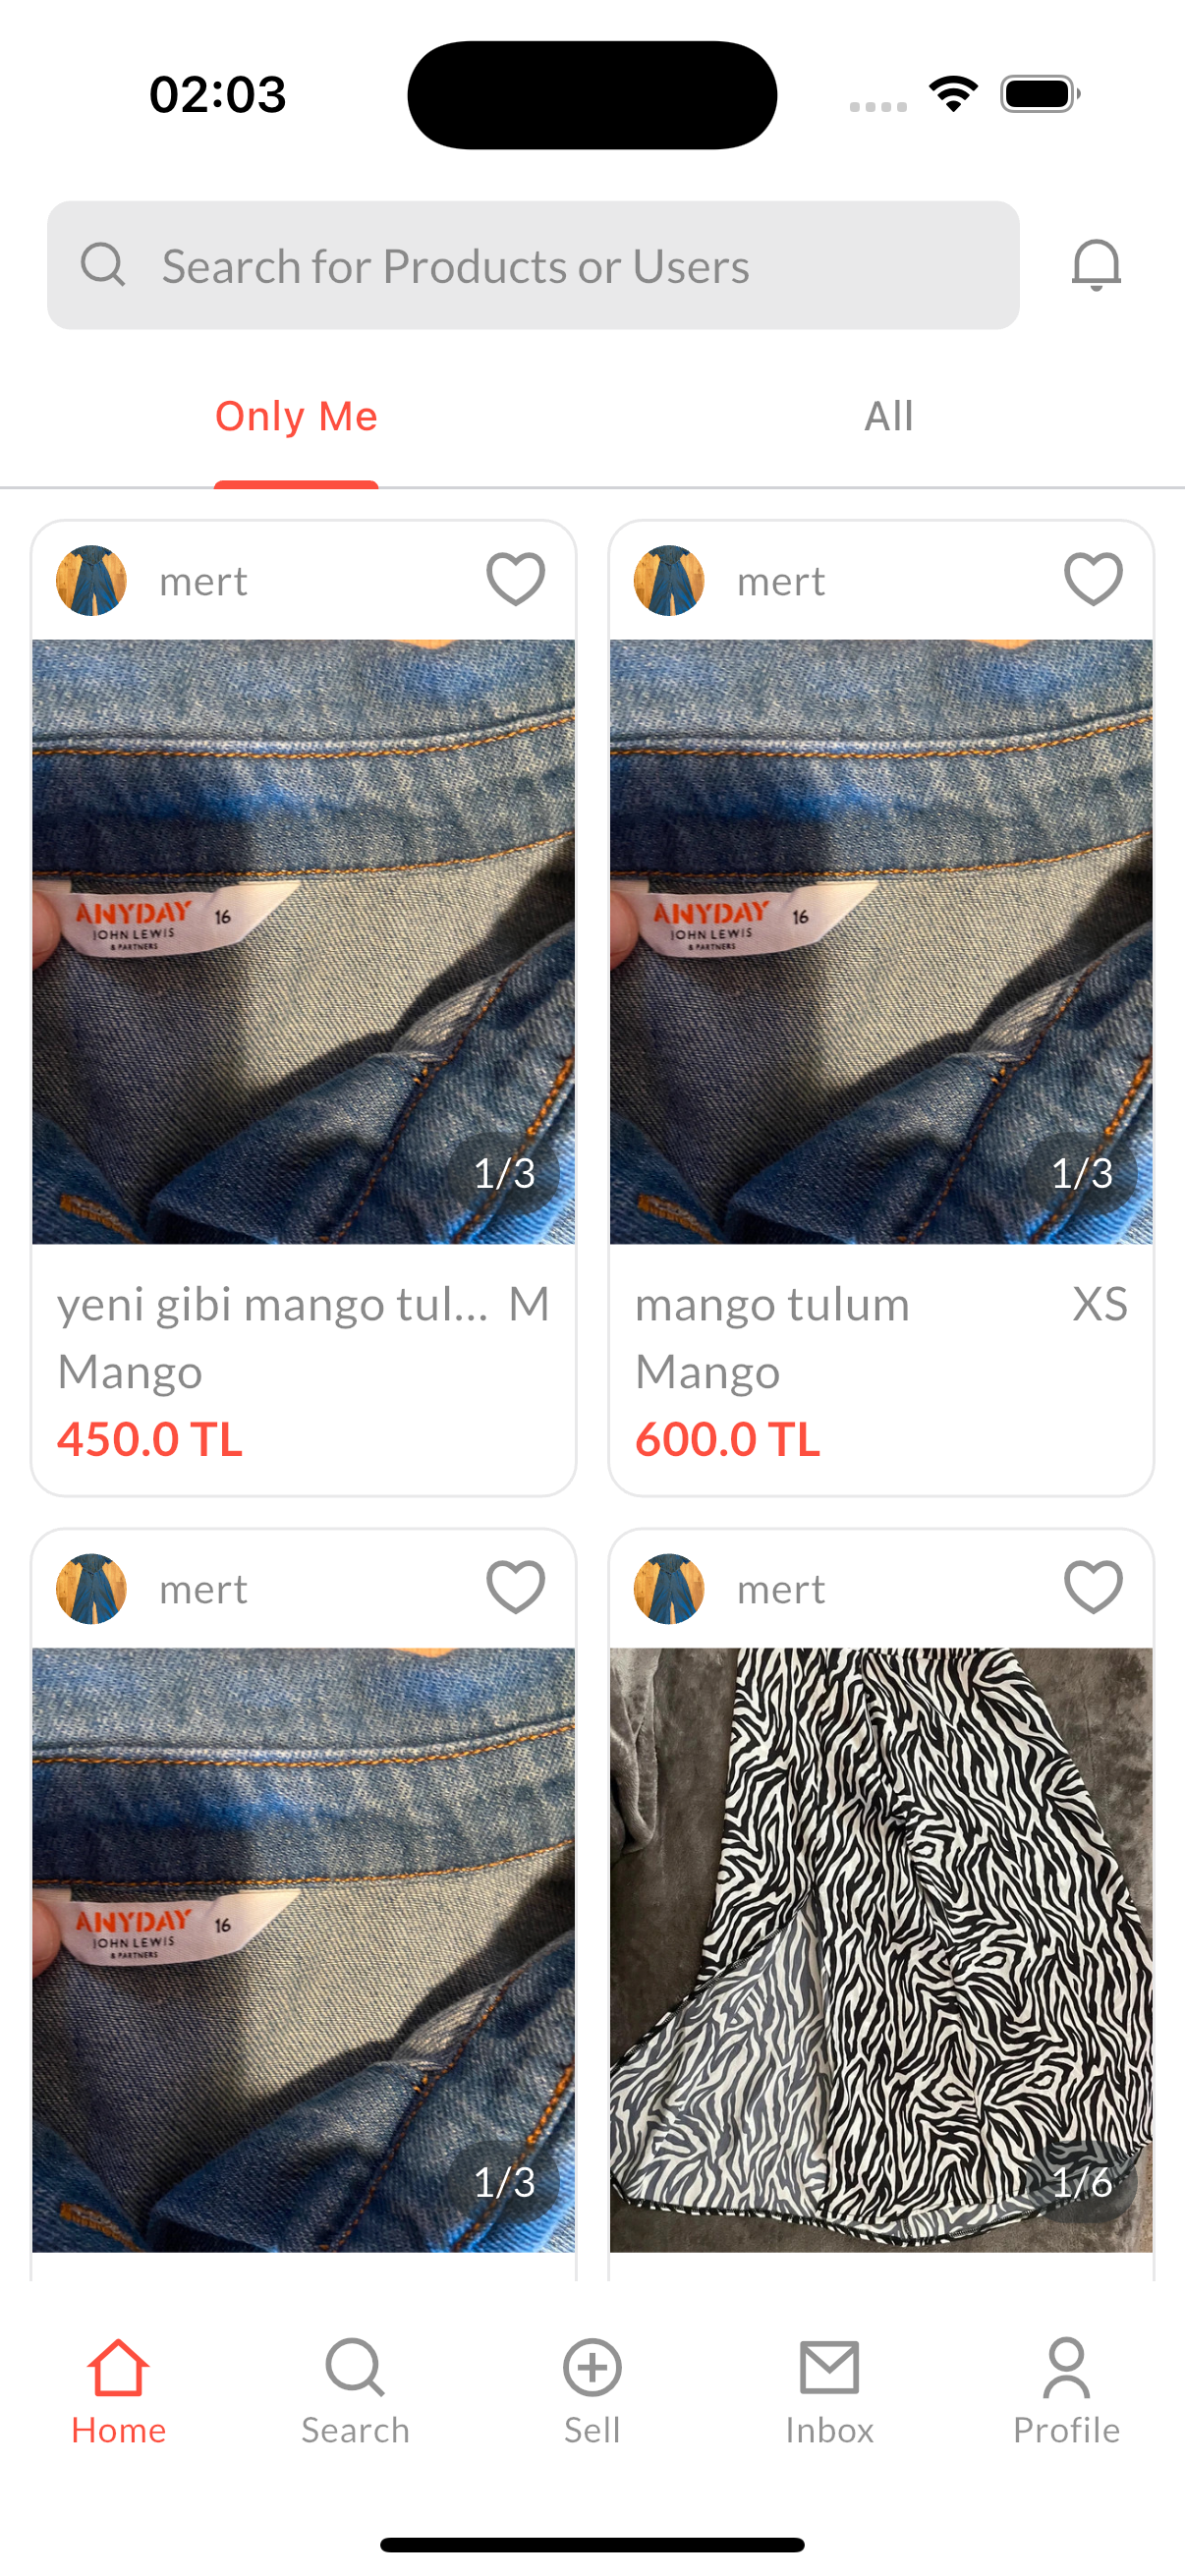 02:03
Search for Products or Users
Only Me
All
mert
mert
ANYDAY 16
JOHN LEWIS
& PARTNERS
1/3
ANYDAY 16
JOHN LEWIS
& PARTNERS
1/3
yeni gibi mango tul... M
Mango
450.0 TL
mango tulum XS
Mango
600.0 TL
mert
mert
ANYDAY 16
JOHN LEWIS
& PARTNERS
1/3
1/6
Home
Search
Sell
Inbox
Profile